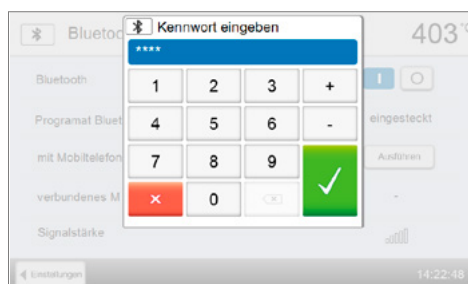 Bluetoo
Kennwort eingeben
403°C
****
Bluetooth
1 2 3 +
I O
Programat Bluet
4 5 6 -
eingesteckt
mit Mobiltelefon
7 8 9
Ausführen
verbundenes M
× 0
-
Signalstärke
Einstellungen
14:22:48